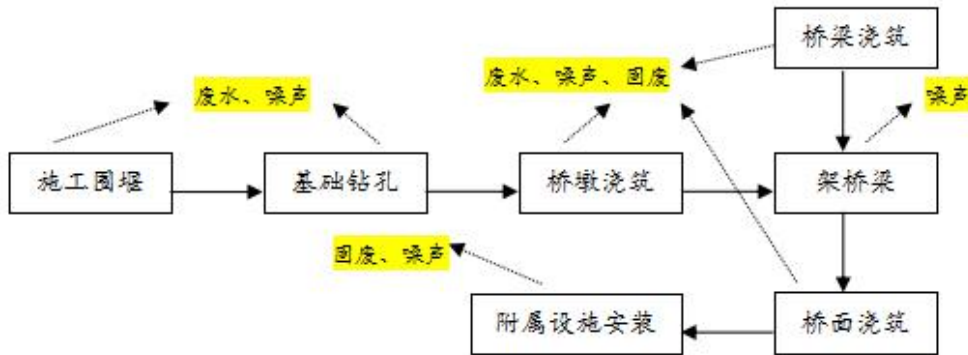 桥梁浇筑
废水、噪声、固废
废水、噪声
噪声
施工围堰
基础钻孔
桥墩浇筑
架桥梁
固废、噪声
附属设施安装
桥面浇筑